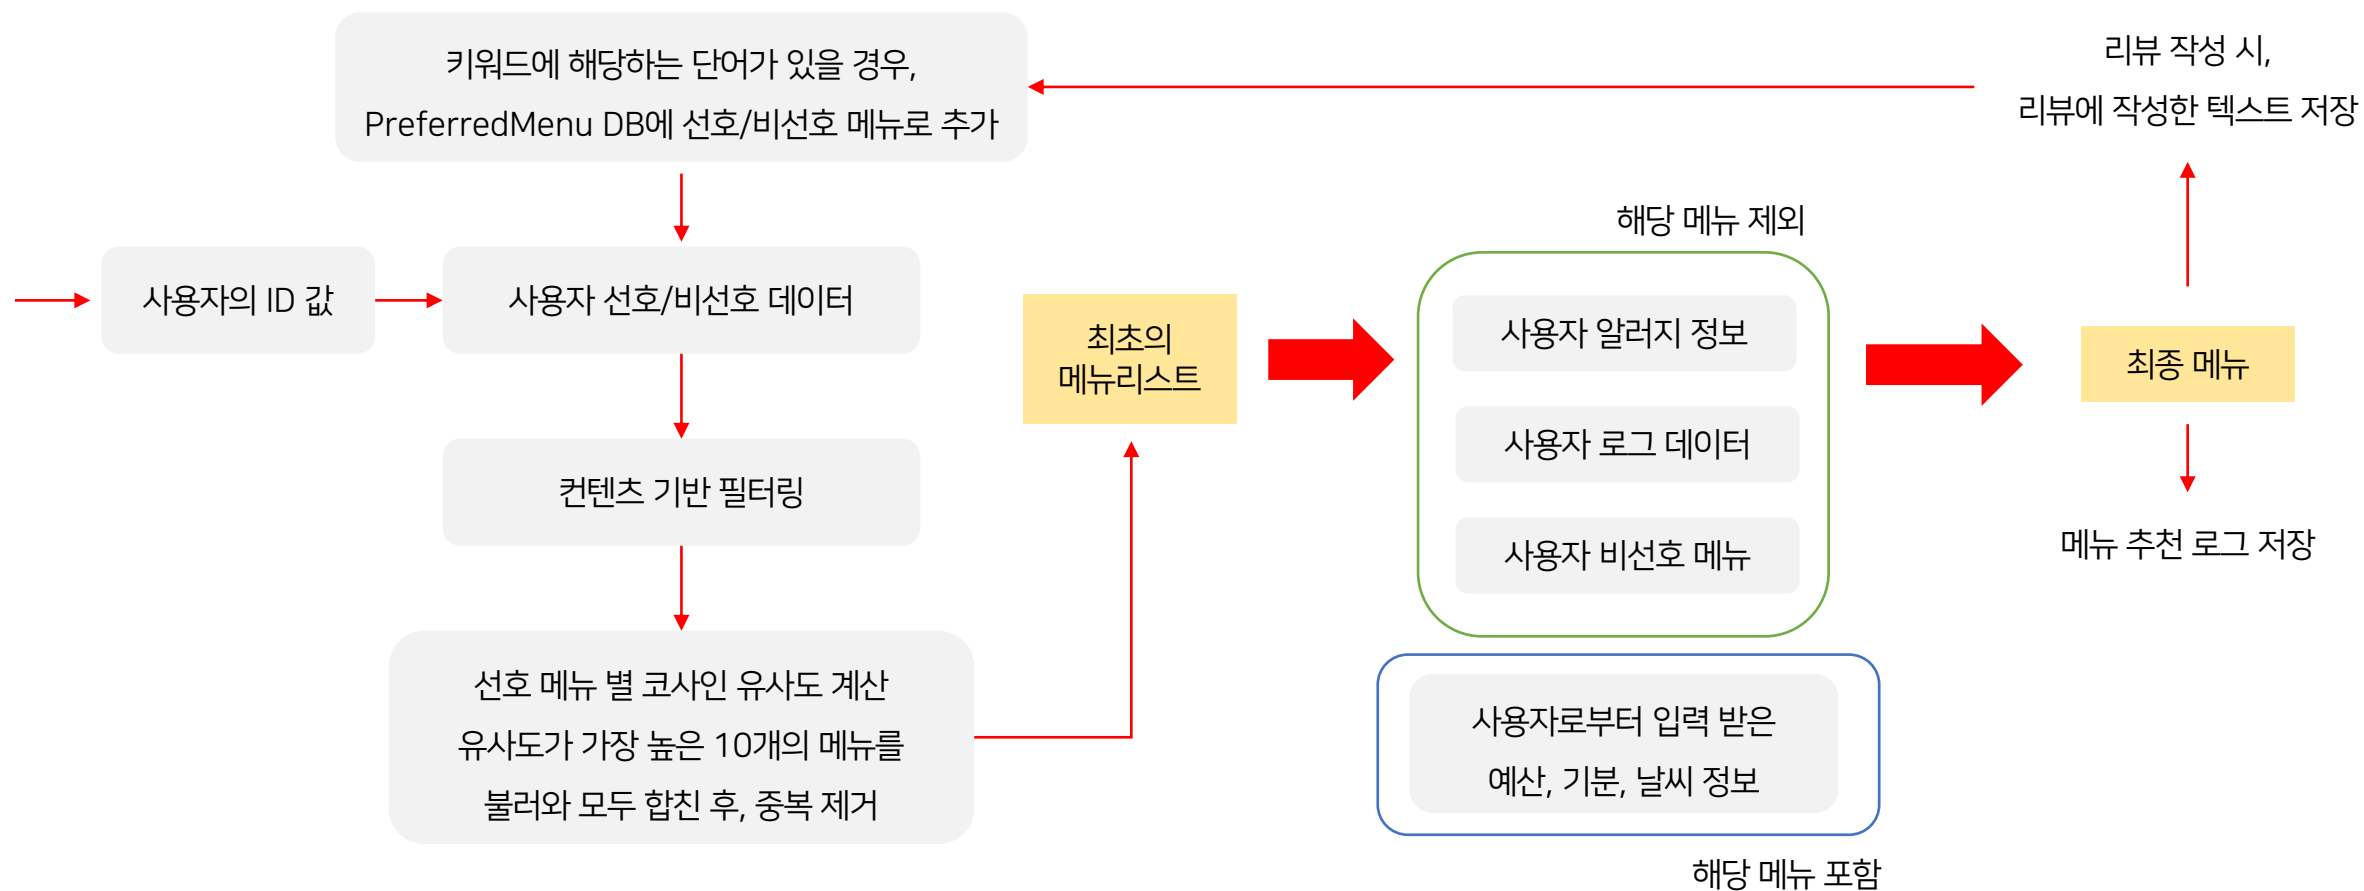 키워드에 해당하는 단어가 있을 경우,
PreferredMenu DB에 선호/비선호 메뉴로 추가
리뷰 작성 시,
리뷰에 작성한 텍스트 저장
사용자의 ID 값
사용자 선호/비선호 데이터
컨텐츠 기반 필터링
선호 메뉴 별 코사인 유사도 계산
유사도가 가장 높은 10개의 메뉴를
불러와 모두 합친 후, 중복 제거
최초의
메뉴리스트
해당 메뉴 제외
사용자 알러지 정보
사용자 로그 데이터
사용자 비선호 메뉴
사용자로부터 입력 받은
예산, 기분, 날씨 정보
해당 메뉴 포함
최종 메뉴
메뉴 추천 로그 저장